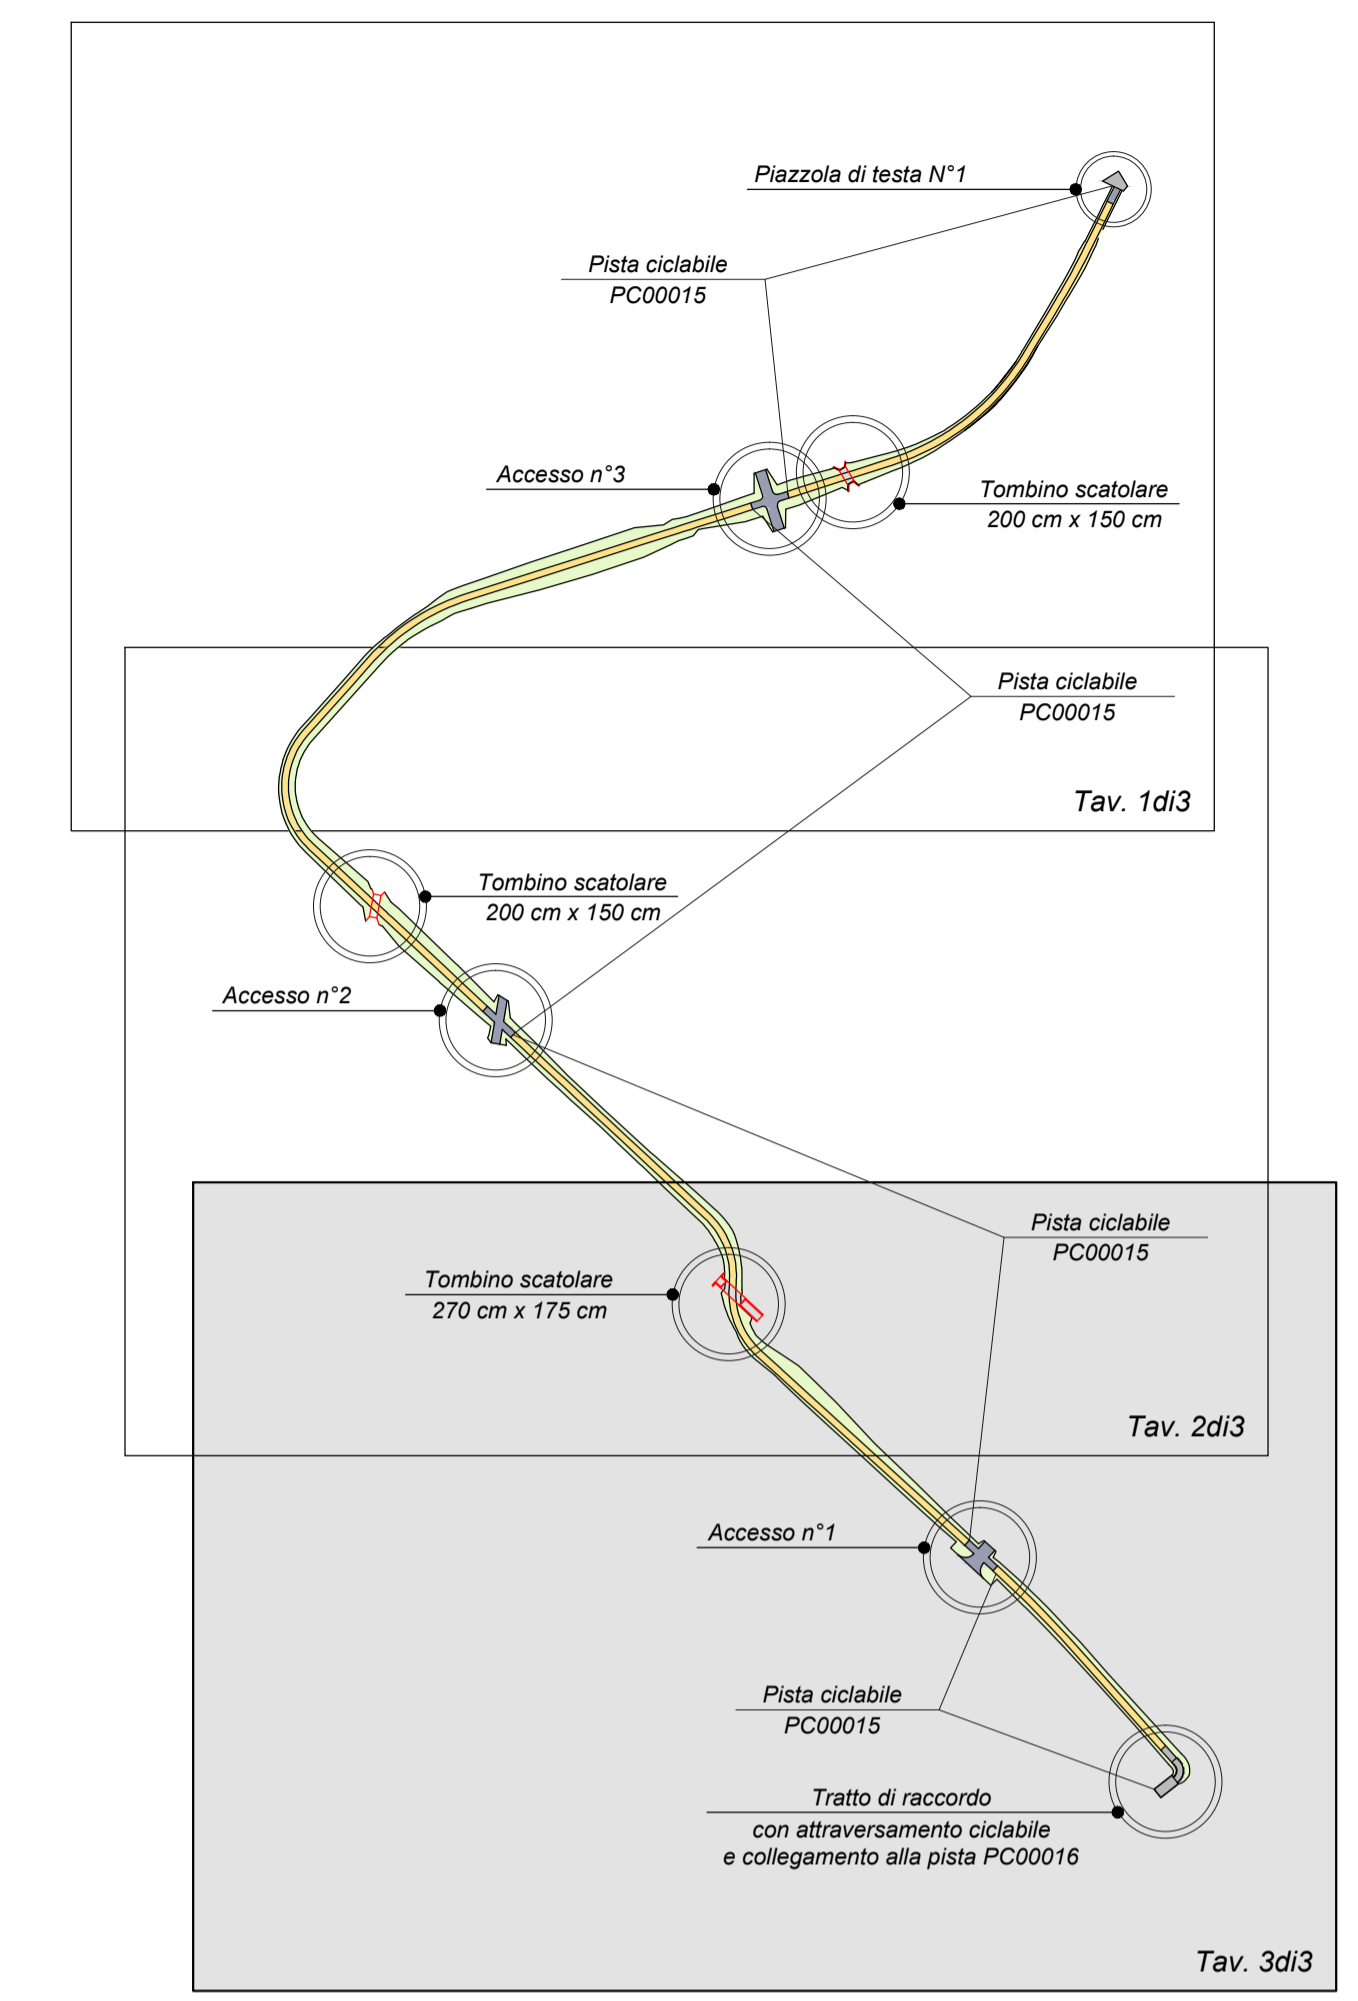 Piazzola di testa N°1
Pista ciclabile
PC00015
Accesso n°3
Tombino scatolare
200 cm x 150 cm
Pista ciclabile
PC00015
Tav. 1di3
Tombino scatolare
200 cm x 150 cm
Accesso n°2
Pista ciclabile
PC00015
Tombino scatolare
270 cm x 175 cm
Tav. 2di3
Accesso n°1
Pista ciclabile
PC00015
Tratto di raccordo
con attraversamento ciclabile
e collegamento alla pista PC00016
Tav. 3di3